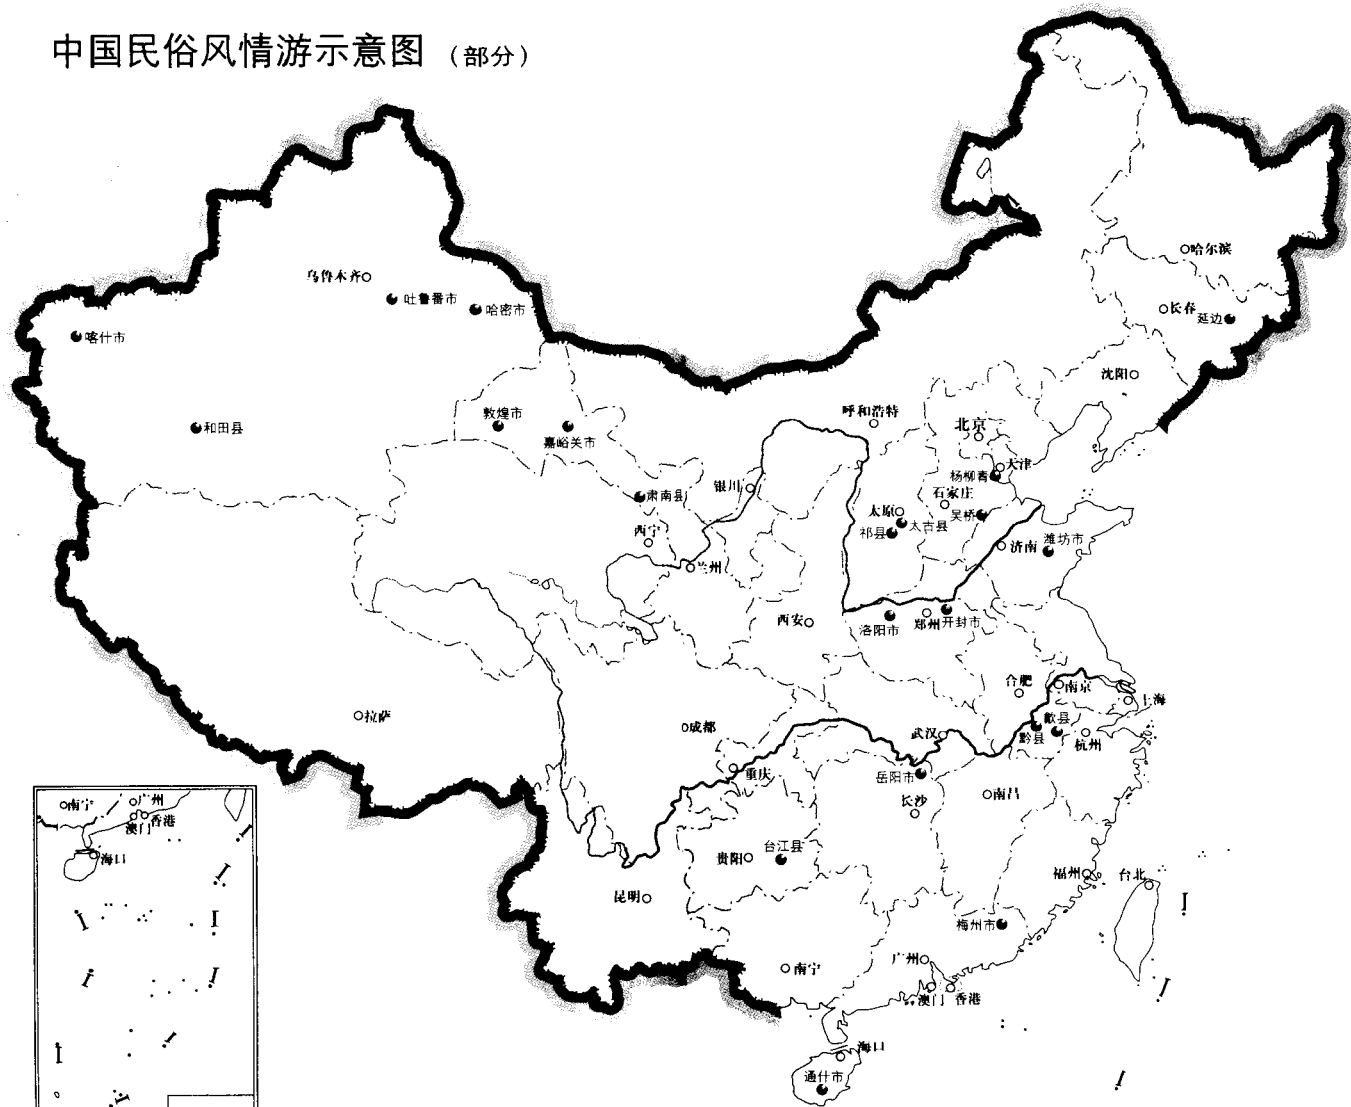 中国民俗风情游示意图（部分）
哈尔滨
乌鲁木齐
吐鲁番市
哈密市
长春
延边
喀什市
沈阳
敦煌市
呼和浩特
北京
和田县
嘉峪关市
天津
杨柳青
银川
肃南县
石家庄
太原
吴桥
太古县
西宁
祁县
济南
潍坊市
兰州
西安
洛阳市
郑州
开封市
合肥
南京
上海
拉萨
歙县
成都
武汉
黟县
杭州
重庆
岳阳市
南昌
长沙
台江县
贵阳
福州
台北
昆明
梅州市
广州
南宁
澳门
香港
海口
通什市
南宁
广州
香港
澳门
海口